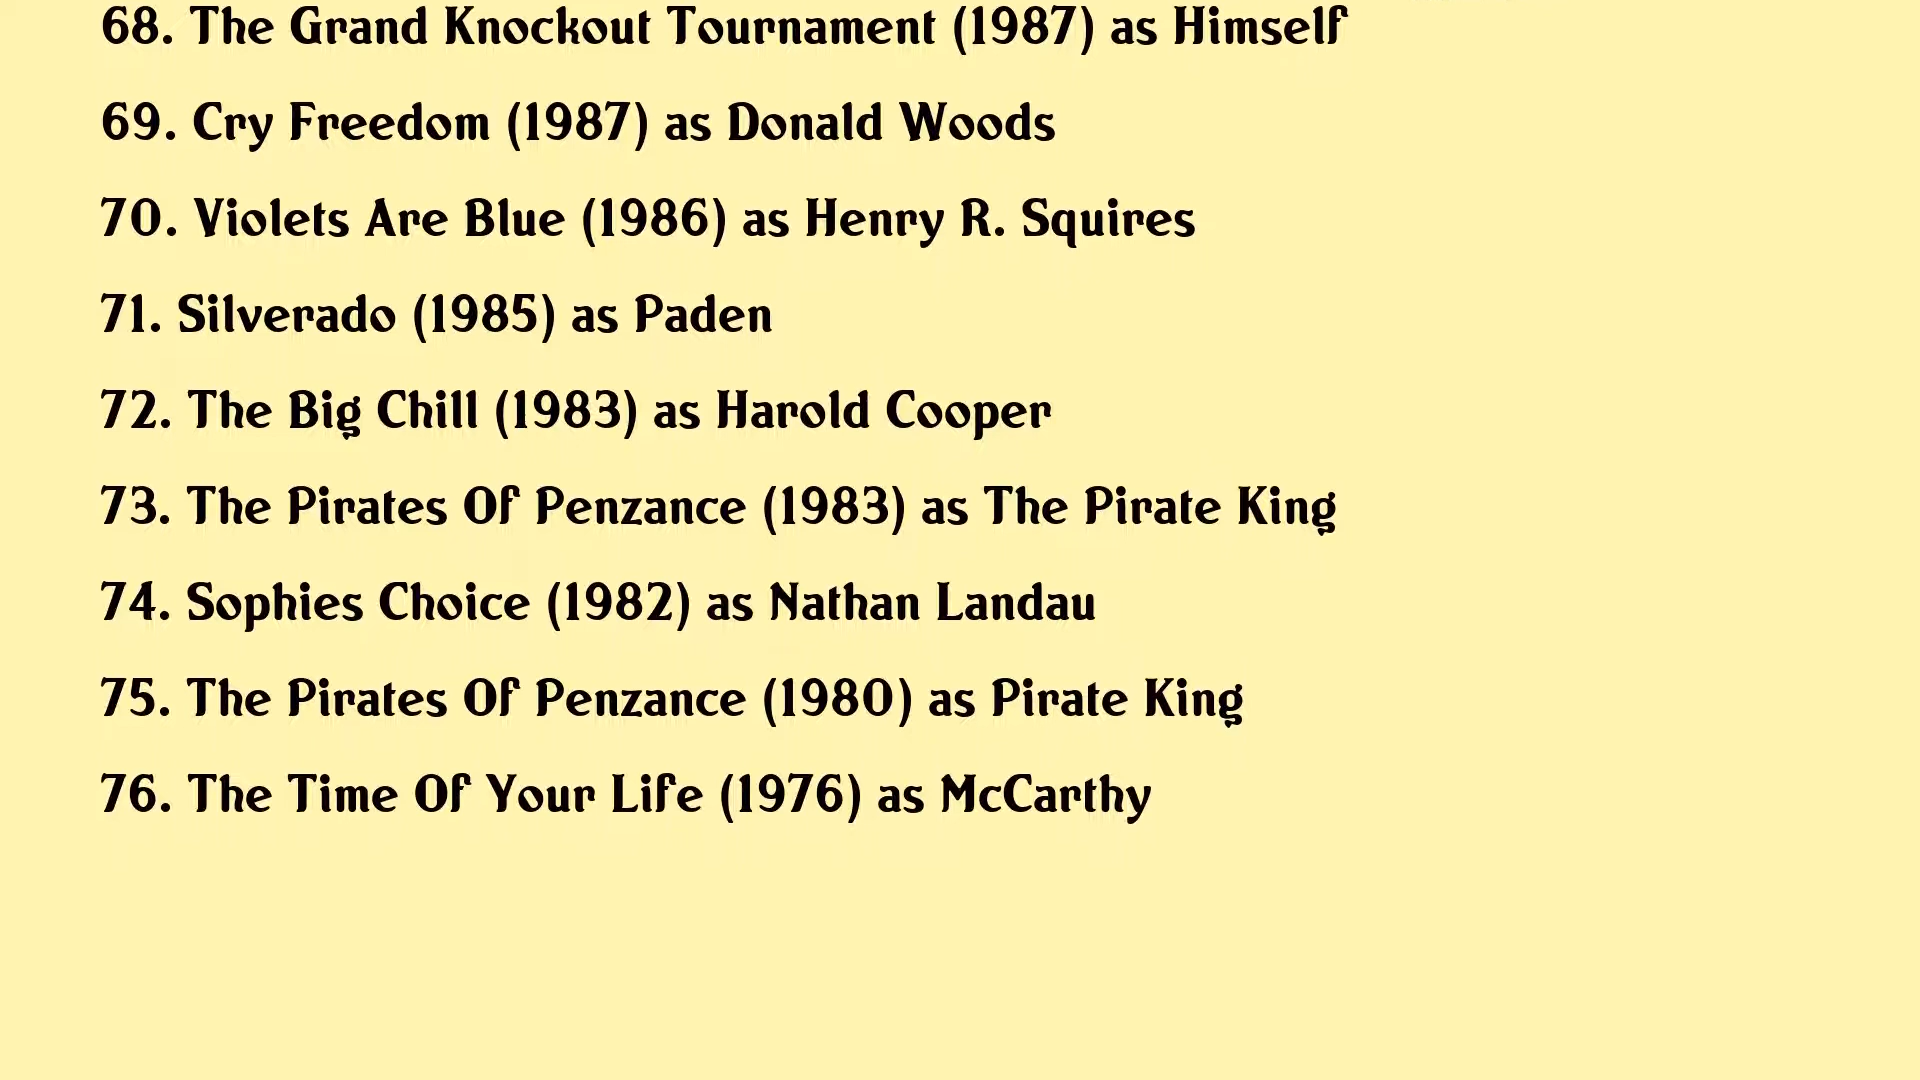 68. The Grand Knockout Tournament (1987) as Himself
69. Cry Freedom (1987) as Donald Woods
70. Violets Are Blue (1986) as Henry R. Squires
71. Silverado (1985) as Paden
72. The Big Chill (1983) as Harold Cooper
73. The Pirates Of Penzance (1983) as The Pirate King
74. Sophies Choice (1982) as Nathan Landau
75. The Pirates Of Penzance (1980) as Pirate King
76. The Time Of Your Life (1976) as McCarthy